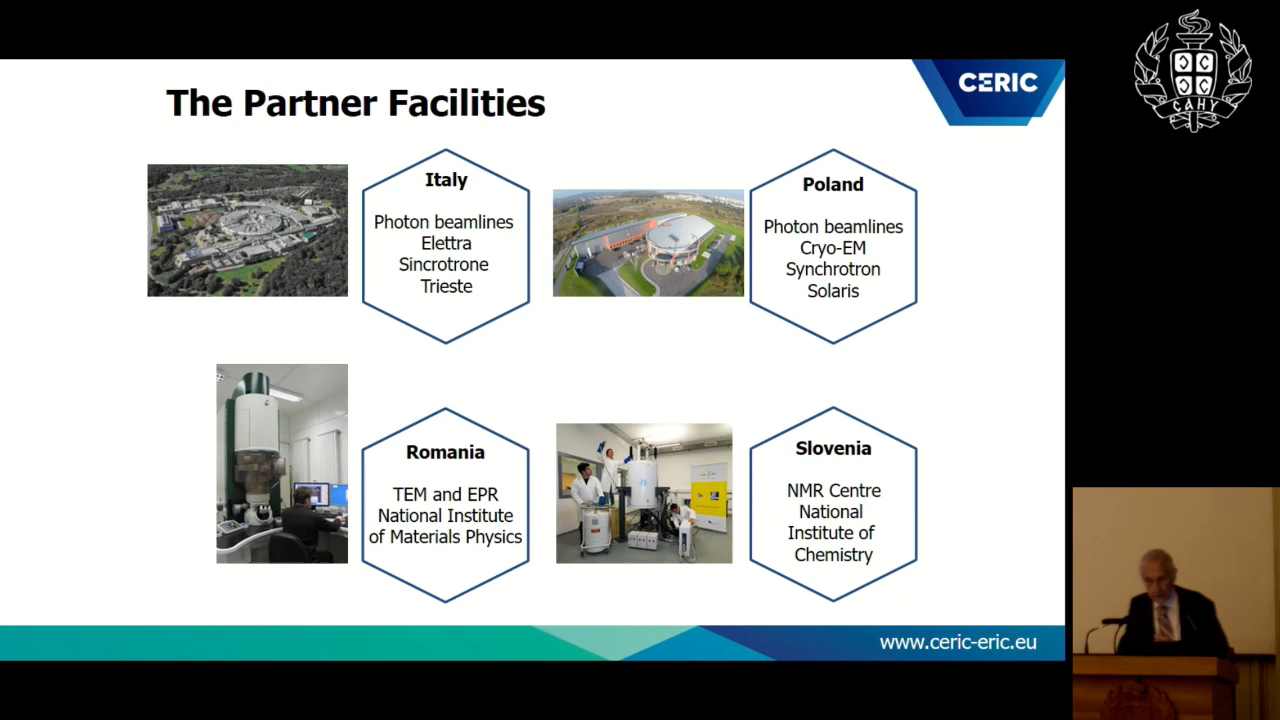 The Partner Facilities
CERIC
Italy
Photon beamlines
Elettra
Sincrotrone
Trieste
Poland
Photon beamlines
Cryo-EM
Synchrotron
Solaris
Romania
TEM and EPR
National Institute
of Materials Physics
Slovenia
NMR Centre
National
Institute of
Chemistry
www.ceric-eric.eu
САНУ